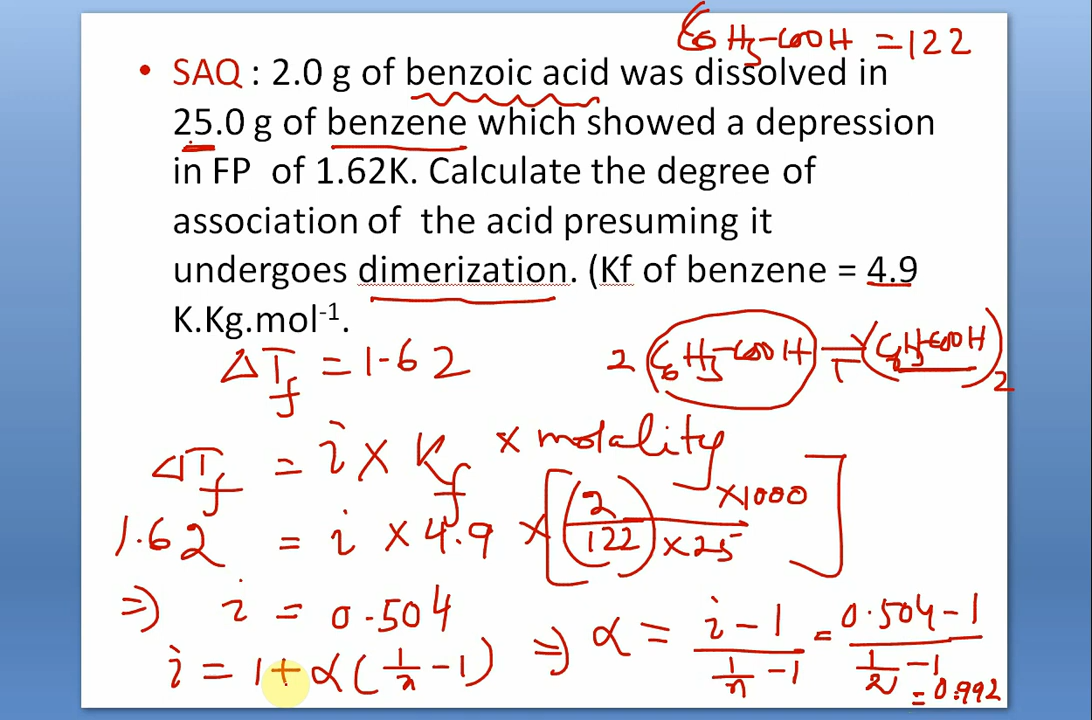 C6H5-COOH = 122
• SAQ : 2.0 g of benzoic acid was dissolved in
25.0 g of benzene which showed a depression
in FP of 1.62K. Calculate the degree of
association of the acid presuming it
undergoes dimerization. (Kf of benzene = 4.9
K.Kg.mol-1.
ΔTf = 1.62
2 C6H5-COOH ⇌ (C6H5COOH)2
ΔTf = i × Kf × molality
1.62 = i × 4.9 × [(2/122) × 1000 / × 25]
⇒ i = 0.504
i = 1 + α(1/n - 1) ⇒ α = i - 1 / 1/n - 1 = 0.504 - 1 / 1/2 - 1 = 0.992